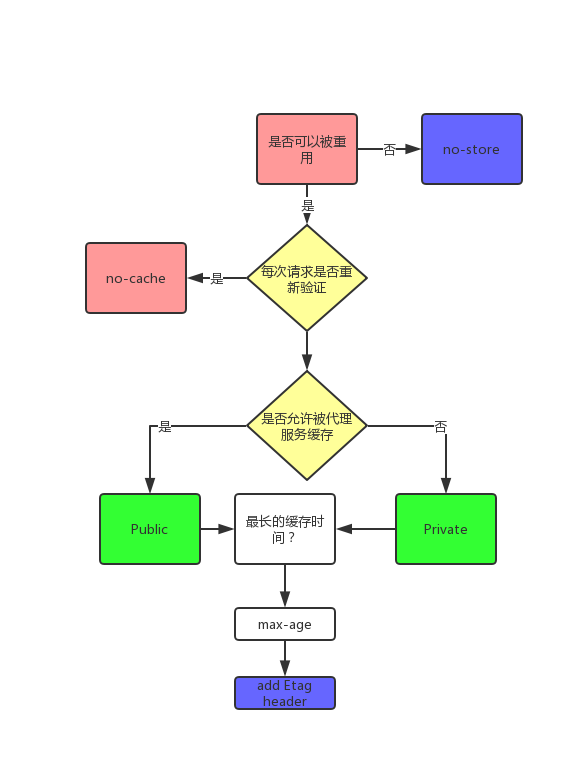 是否可以被重
用
否
no-store
是
每次请求是否重
新验证
是
no-cache
是否允许被代理
服务缓存
是
否
Public
最长的缓存时
间？
Private
max-age
add Etag
header